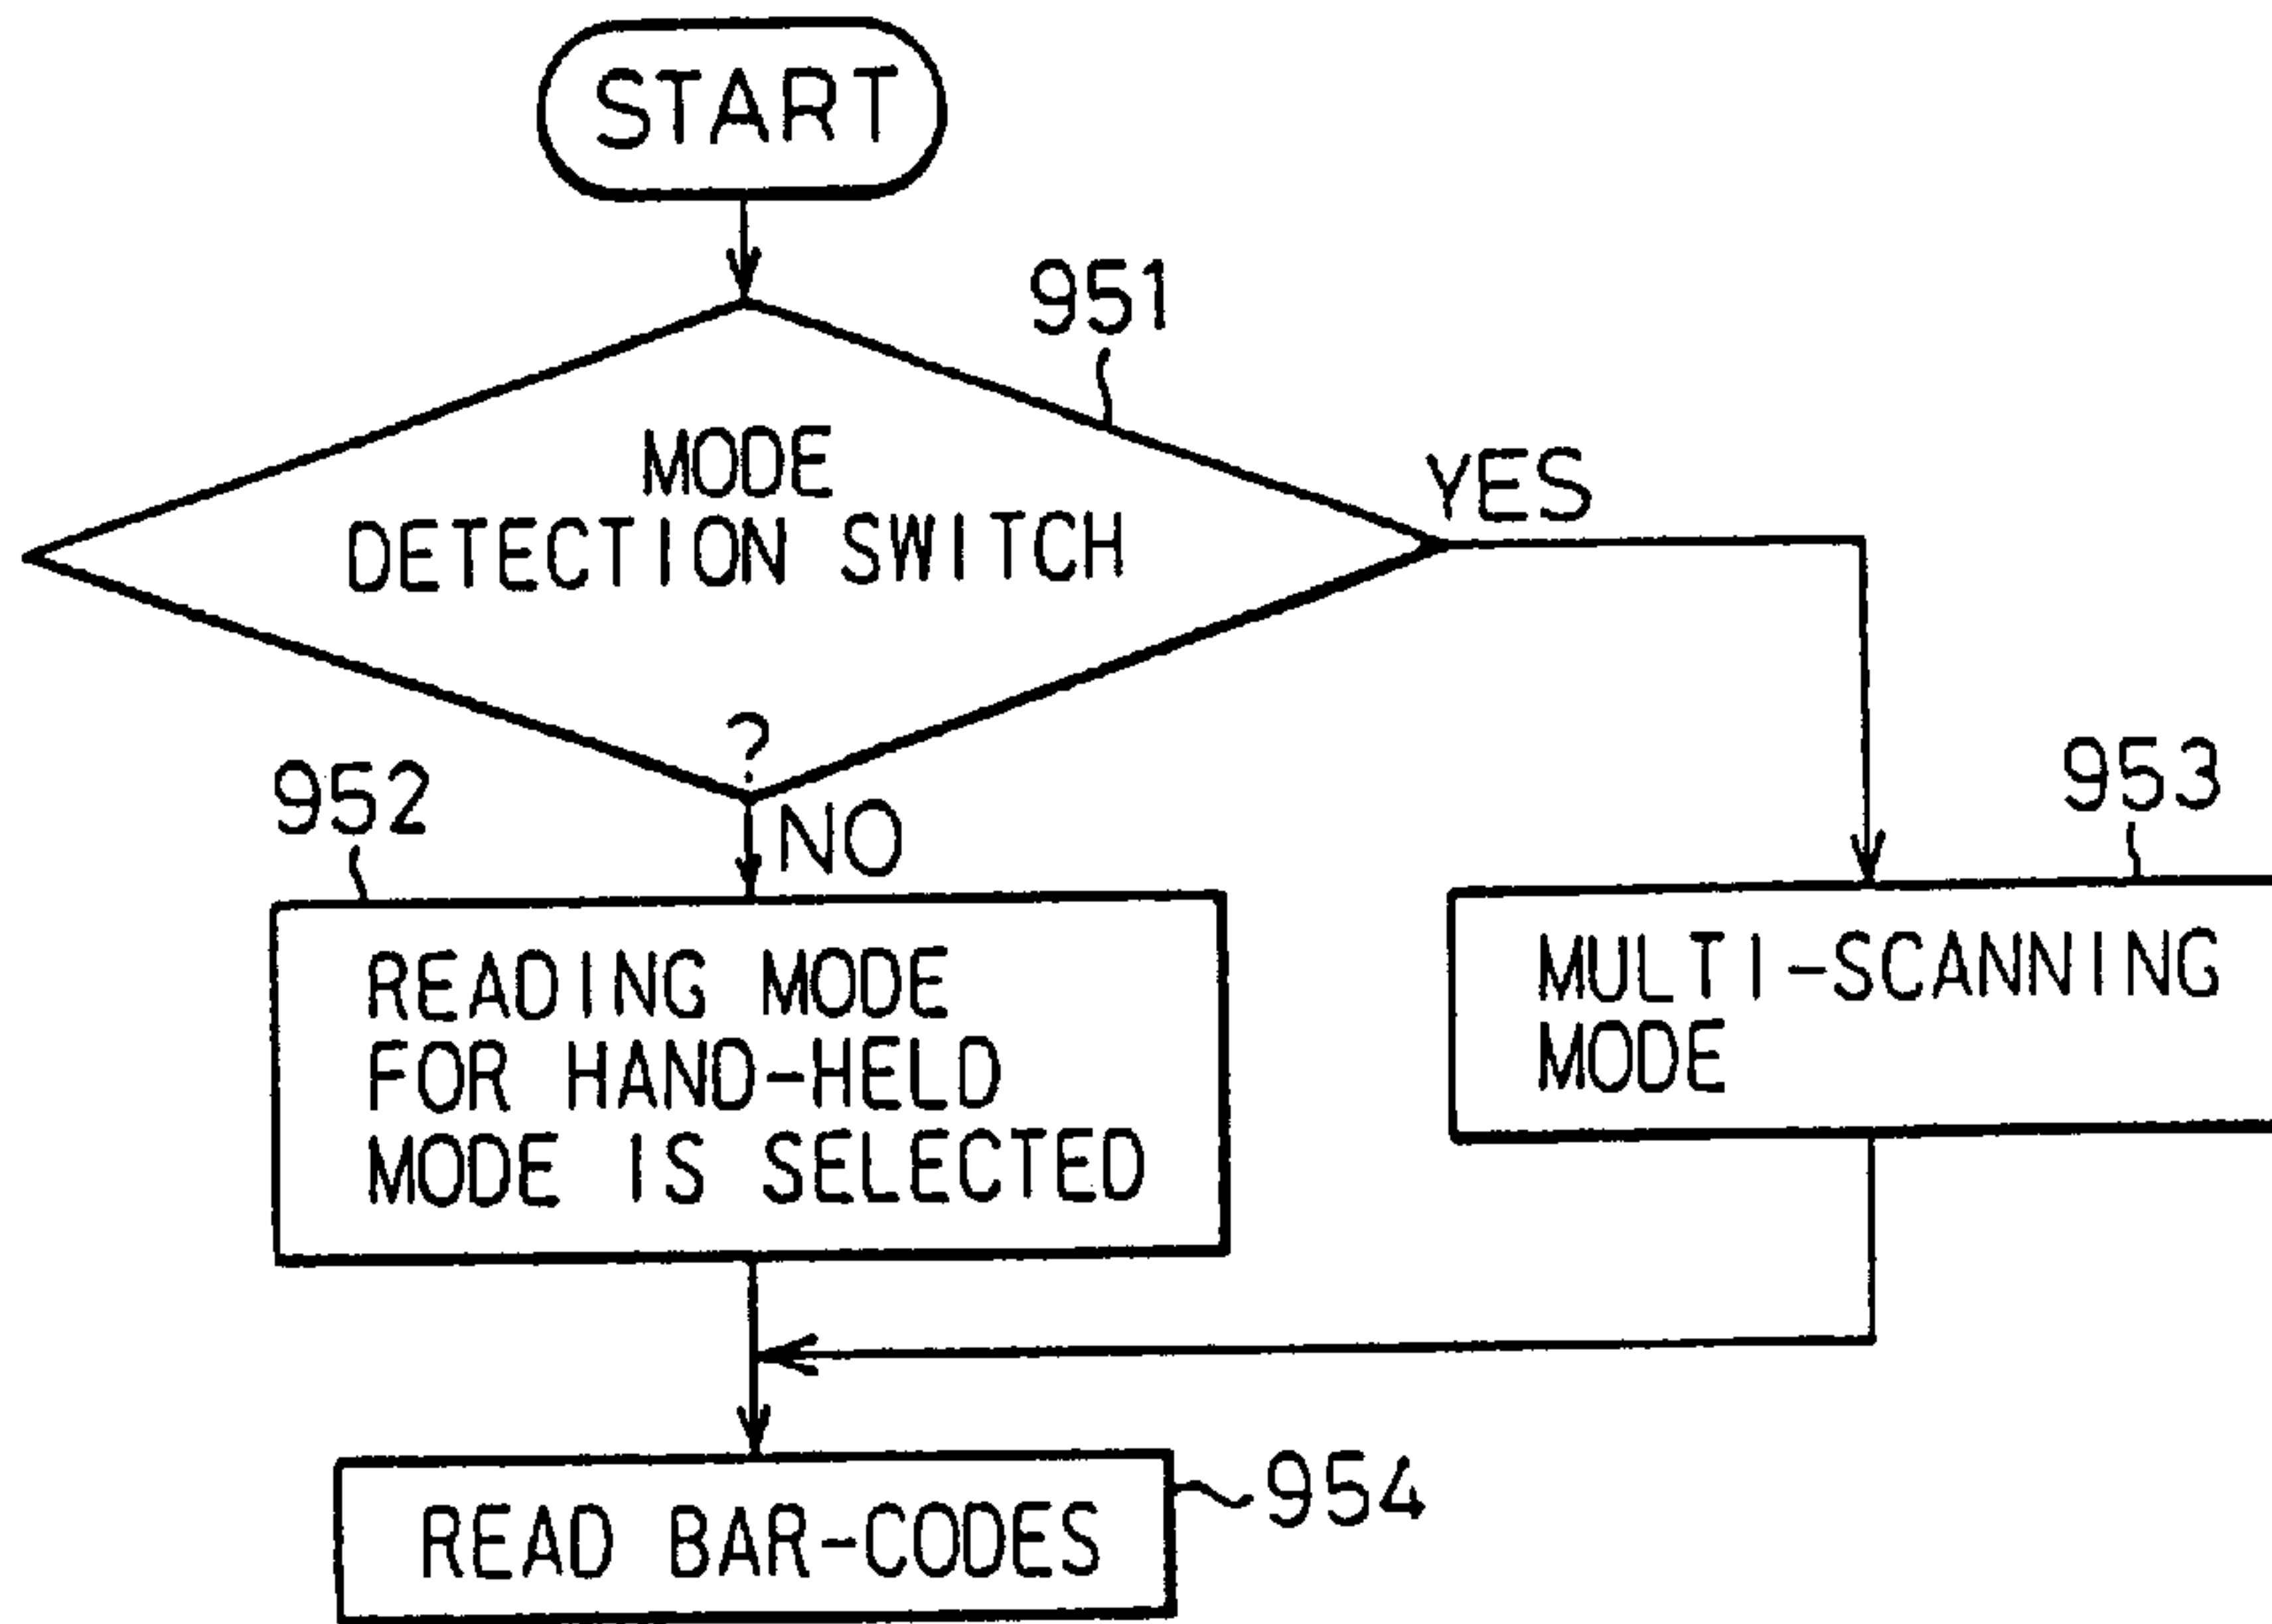 START
951
MODE
DETECTION SWITCH
?
YES
NO
952
953
READING MODE
FOR HAND-HELD
MODE IS SELECTED
MULTI-SCANNING
MODE
READ BAR-CODES
954